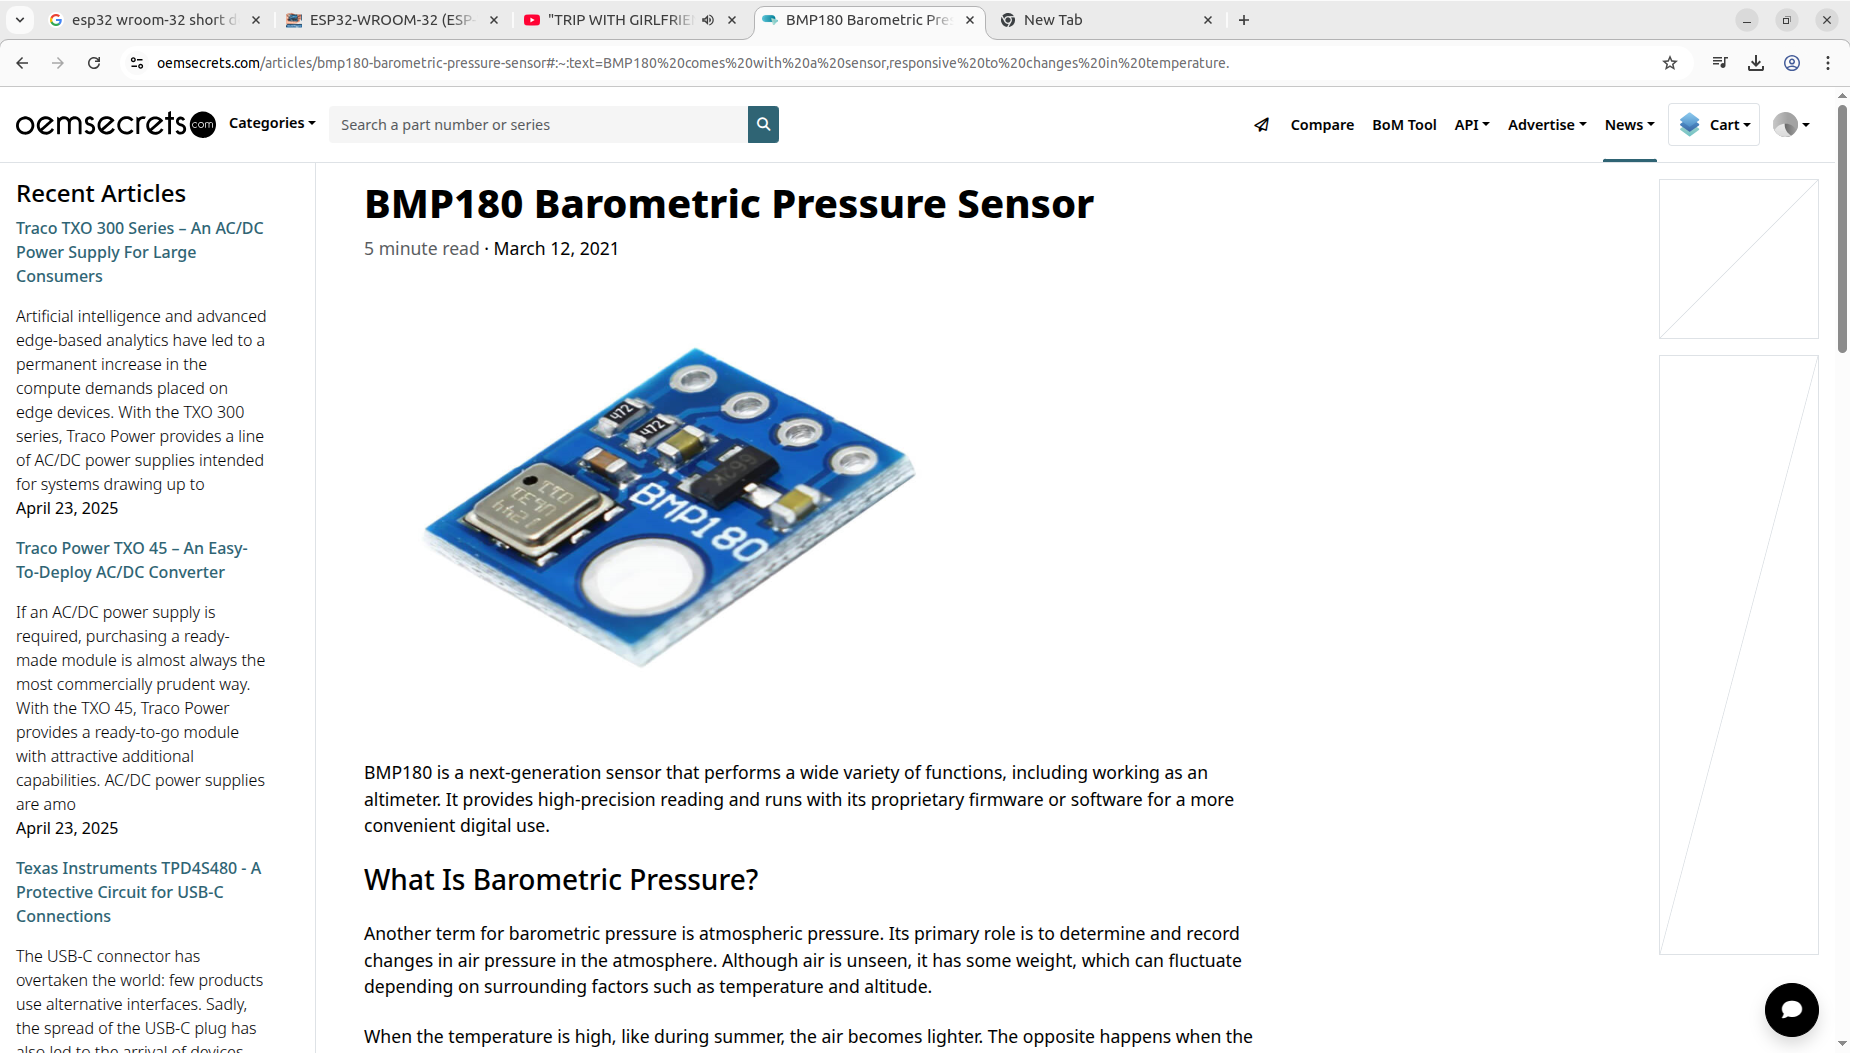 esp32 wroom-32 short d
ESP32-WROOM-32 (ESP-
"TRIP WITH GIRLFRIE
BMP180 Barometric Pre
New Tab
oemsecrets.com/articles/bmp180-barometric-pressure-sensor#:~:text=BMP180%20comes%20with%20a%20sensor,responsive%20to%20changes%20in%20temperature.
oemsecrets.com
Categories
Search a part number or series
Compare
BoM Tool
API
Advertise
News
Cart
Recent Articles
Traco TXO 300 Series – An AC/DC
Power Supply For Large
Consumers
Artificial intelligence and advanced
edge-based analytics have led to a
permanent increase in the
compute demands placed on
edge devices. With the TXO 300
series, Traco Power provides a line
of AC/DC power supplies intended
for systems drawing up to
April 23, 2025
Traco Power TXO 45 – An Easy-
To-Deploy AC/DC Converter
If an AC/DC power supply is
required, purchasing a ready-
made module is almost always the
most commercially prudent way.
With the TXO 45, Traco Power
provides a ready-to-go module
with attractive additional
capabilities. AC/DC power supplies
are amo
April 23, 2025
Texas Instruments TPD4S480 - A
Protective Circuit for USB-C
Connections
The USB-C connector has
overtaken the world: few products
use alternative interfaces. Sadly,
the spread of the USB-C plug has
also led to the arrival of devices
BMP180 Barometric Pressure Sensor
5 minute read · March 12, 2021
472
472
BMP180
BMP180 is a next-generation sensor that performs a wide variety of functions, including working as an
altimeter. It provides high-precision reading and runs with its proprietary firmware or software for a more
convenient digital use.
What Is Barometric Pressure?
Another term for barometric pressure is atmospheric pressure. Its primary role is to determine and record
changes in air pressure in the atmosphere. Although air is unseen, it has some weight, which can fluctuate
depending on surrounding factors such as temperature and altitude.
When the temperature is high, like during summer, the air becomes lighter. The opposite happens when the